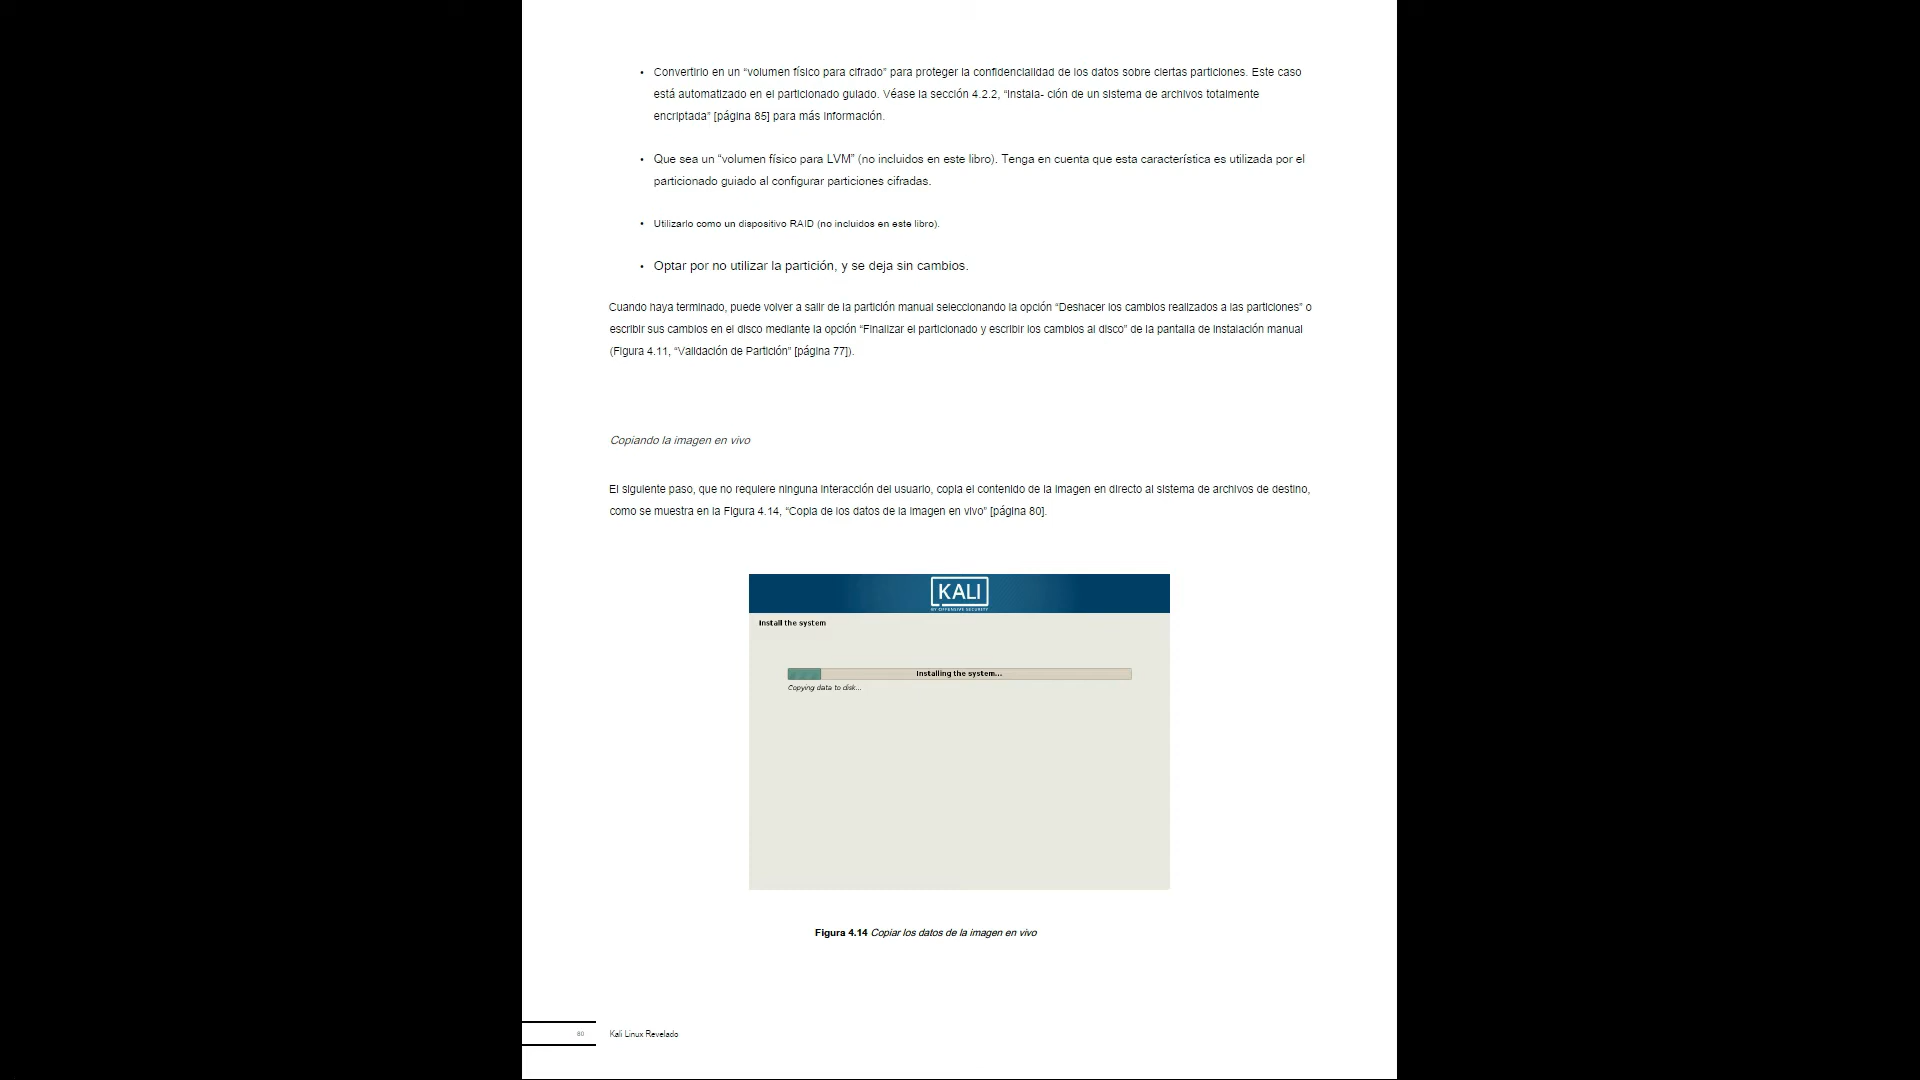 • Convertirlo en un “volumen físico para cifrado” para proteger la confidencialidad de los datos sobre ciertas particiones. Este caso
está automatizado en el particionado guiado. Véase la sección 4.2.2, “Instala- ción de un sistema de archivos totalmente
encriptada” [página 85] para más información.
• Que sea un “volumen físico para LVM” (no incluidos en este libro). Tenga en cuenta que esta característica es utilizada por el
particionado guiado al configurar particiones cifradas.
• Utilizarlo como un dispositivo RAID (no incluidos en este libro).
• Optar por no utilizar la partición, y se deja sin cambios.
Cuando haya terminado, puede volver a salir de la partición manual seleccionando la opción “Deshacer los cambios realizados a las particiones” o
escribir sus cambios en el disco mediante la opción “Finalizar el particionado y escribir los cambios al disco” de la pantalla de instalación manual
(Figura 4.11, “Validación de Partición” [página 77]).
Copiando la imagen en vivo
El siguiente paso, que no requiere ninguna interacción del usuario, copia el contenido de la imagen en directo al sistema de archivos de destino,
como se muestra en la Figura 4.14, “Copia de los datos de la imagen en vivo” [página 80].
KALI
BY OFFENSIVE SECURITY
Install the system
Installing the system...
Copying data to disk...
Figura 4.14 Copiar los datos de la imagen en vivo
80 Kali Linux Revelado